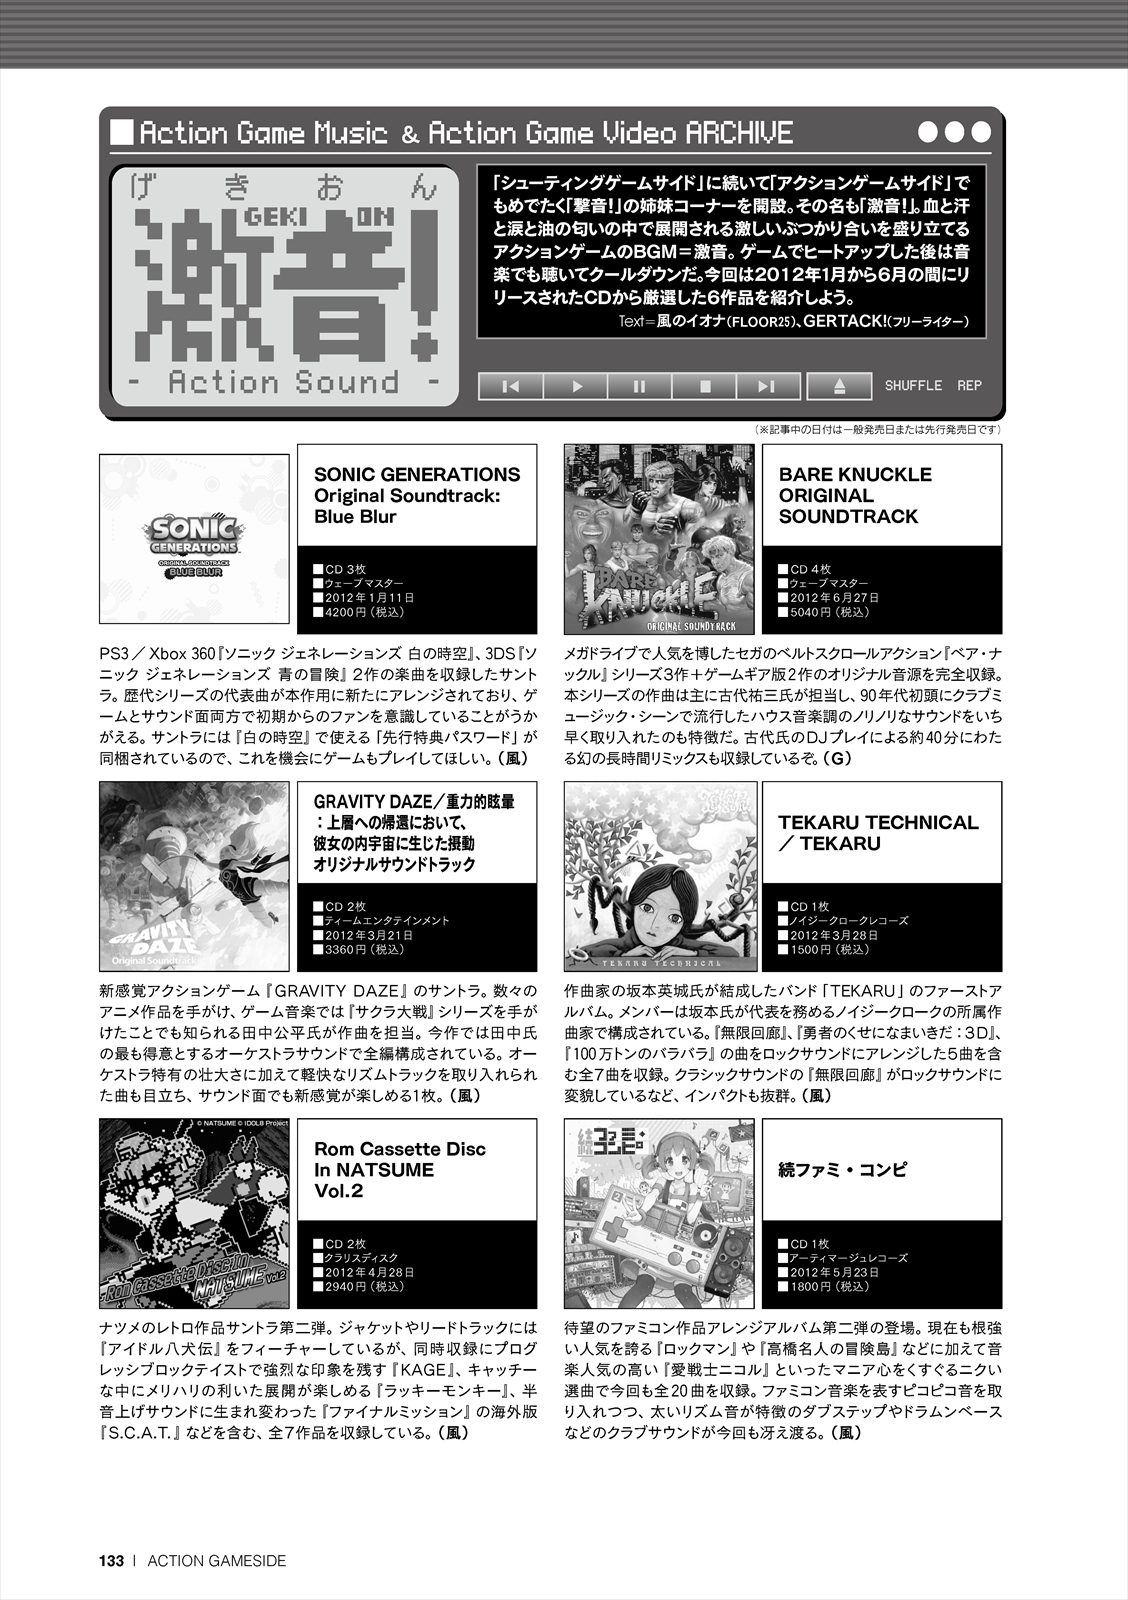 ■Action Game Music & Action Game Video ARCHIVE
げきおん
GEKI ON
激音!
- Action Sound -
「シューティングゲームサイド」に続いて「アクションゲームサイド」で
もめでたく「撃音!」の姉妹コーナーを開設。その名も「激音!」。血と汗
と涙と油の匂いの中で展開される激しいぶつかり合いを盛り立てる
アクションゲームのBGM=激音。ゲームでヒートアップした後は音
楽でも聴いてクールダウンだ。今回は2012年1月から6月の間にリ
リースされたCDから厳選した6作品を紹介しよう。
Text=風のイオナ(FLOOR25)、GERTACK!(フリーライター)
SHUFFLE REP
(※記事中の日付は一般発売日または先行発売日です)
SONIC
GENERATIONS
ORIGINAL SOUNDTRACK
BLUE BLUR
SONIC GENERATIONS
Original Soundtrack:
Blue Blur
■CD 3枚
■ウェーブマスター
■2012年1月11日
■4200円(税込)
PS3/Xbox 360『ソニック ジェネレーションズ 白の時空』、3DS『ソ
ニック ジェネレーションズ 青の冒険』2作の楽曲を収録したサント
ラ。歴代シリーズの代表曲が本作用に新たにアレンジされており、ゲ
ームとサウンド面両方で初期からのファンを意識していることがうか
がえる。サントラには『白の時空』で使える「先行特典パスワード」が
同梱されているので、これを機会にゲームもプレイしてほしい。(風)
BARE
KNUCKLE
ORIGINAL SOUNDTRACK
BARE KNUCKLE
ORIGINAL
SOUNDTRACK
■CD 4枚
■ウェーブマスター
■2012年6月27日
■5040円(税込)
メガドライブで人気を博したセガのベルトスクロールアクション『ベア・ナ
ックル』シリーズ3作+ゲームギア版2作のオリジナル音源を完全収録。
本シリーズの作曲は主に古代祐三氏が担当し、90年代初頭にクラブミ
ュージック・シーンで流行したハウス音楽調のノリノリなサウンドをいち
早く取り入れたのも特徴だ。古代氏のDJプレイによる約40分にわた
る幻の長時間リミックスも収録しているぞ。(G)
GRAVITY
DAZE
Original Soundtrack
GRAVITY DAZE/重力的眩暈
:上層への帰還において、
彼女の内宇宙に生じた摂動
オリジナルサウンドトラック
■CD 2枚
■ティームエンタテインメント
■2012年3月21日
■3360円(税込)
新感覚アクションゲーム『GRAVITY DAZE』のサントラ。数々の
アニメ作品を手がけ、ゲーム音楽では『サクラ大戦』シリーズを手が
けたことでも知られる田中公平氏が作曲を担当。今作では田中氏
の最も得意とするオーケストラサウンドで全編構成されている。オー
ケストラ特有の壮大さに加えて軽快なリズムトラックを取り入れられ
た曲も目立ち、サウンド面でも新感覚が楽しめる1枚。(風)
TEKARU TECHNICAL
TEKARU TECHNICAL
/ TEKARU
■CD 1枚
■ノイジークロークレコーズ
■2012年3月28日
■1500円(税込)
作曲家の坂本英城氏が結成したバンド「TEKARU」のファーストア
ルバム。メンバーは坂本氏が代表を務めるノイジークロークの所属作
曲家で構成されている。『無限回廊』、『勇者のくせになまいきだ:3D』、
『100万トンのバラバラ』の曲をロックサウンドにアレンジした5曲を含
む全7曲を収録。クラシックサウンドの『無限回廊』がロックサウンドに
変貌しているなど、インパクトも抜群。(風)
© NATSUME © IDOL8 Project
Rom Cassette Disc In
NATSUME Vol.2
Rom Cassette Disc
In NATSUME
Vol.2
■CD 2枚
■クラリスディスク
■2012年4月28日
■2940円(税込)
ナツメのレトロ作品サントラ第二弾。ジャケットやリードトラックには
『アイドル八犬伝』をフィーチャーしているが、同時収録にプログ
レッシブロックテイストで強烈な印象を残す『KAGE』、キャッチー
な中にメリハリの利いた展開が楽しめる『ラッキーモンキー』、半
音上げサウンドに生まれ変わった『ファイナルミッション』の海外版
『S.C.A.T.』などを含む、全7作品を収録している。(風)
続ファミ・コンピ
■CD 1枚
■アーティマージュレコーズ
■2012年5月23日
■1800円(税込)
待望のファミコン作品アレンジアルバム第二弾の登場。現在も根強
い人気を誇る『ロックマン』や『高橋名人の冒険島』などに加えて音
楽人気の高い『愛戦士ニコル』といったマニア心をくすぐるニクい
選曲で今回も全20曲を収録。ファミコン音楽を表すピコピコ音を取
り入れつつ、太いリズム音が特徴のダブステップやドラムンベース
などのクラブサウンドが今回も冴え渡る。(風)
133 | ACTION GAMESIDE